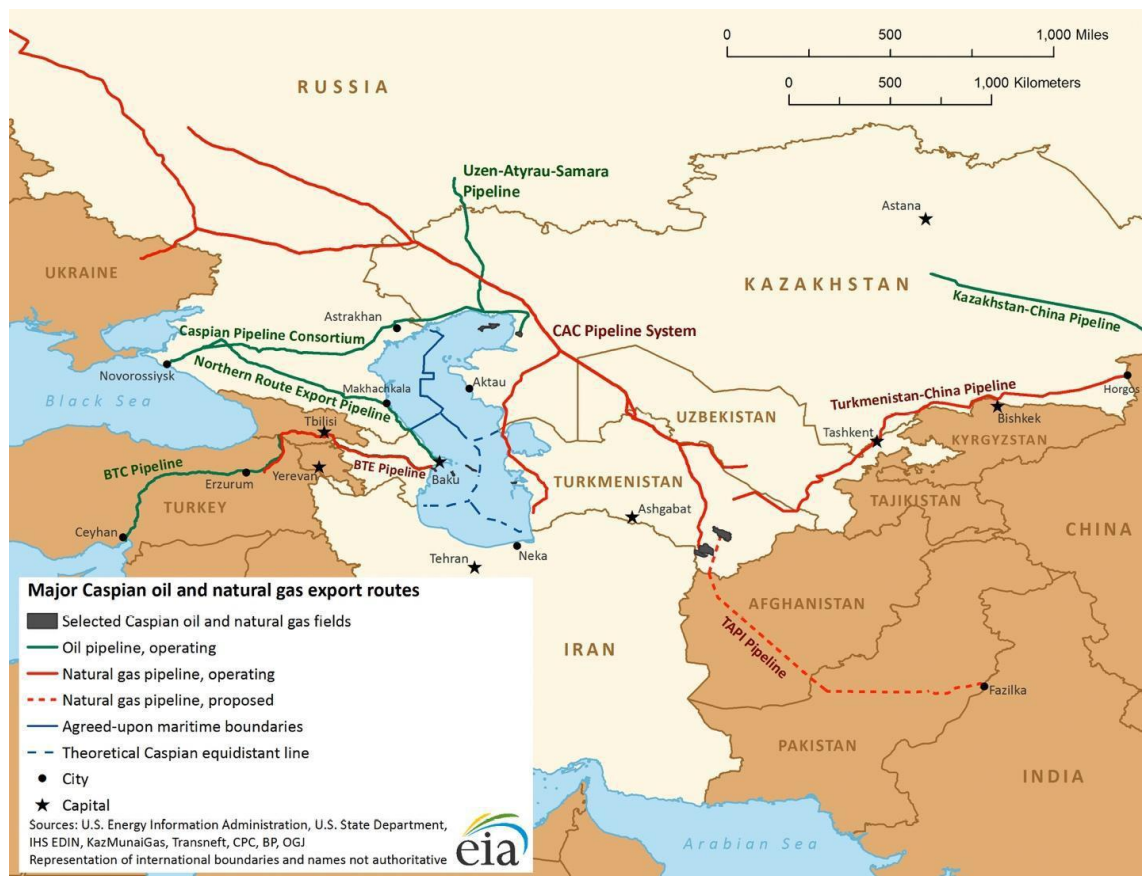 0 500 1,000 Miles
0 500 1,000 Kilometers
RUSSIA
Uzen-Atyrau-Samara
Pipeline
Astana
UKRAINE
KAZAKHSTAN
Kazakhstan-China Pipeline
Astrakhan
Caspian Pipeline Consortium
CAC Pipeline System
Novorossiysk
Northern Route Export Pipeline
Makhachkala
Aktau
Turkmenistan-China Pipeline
Horgos
Black Sea
UZBEKISTAN
Bishkek
Tbilisi
Tashkent
KYRGYZSTAN
BTC Pipeline
BTE Pipeline
Baku
Erzurum
Yerevan
TURKMENISTAN
TAJIKISTAN
TURKEY
Ashgabat
CHINA
Ceyhan
Tehran
Neka
Major Caspian oil and natural gas export routes
Selected Caspian oil and natural gas fields
Oil pipeline, operating
Natural gas pipeline, operating
Natural gas pipeline, proposed
Agreed-upon maritime boundaries
Theoretical Caspian equidistant line
City
Capital
Sources: U.S. Energy Information Administration, U.S. State Department,
IHS EDIN, KazMunaiGas, Transneft, CPC, BP, OGJ
Representation of international boundaries and names not authoritative
eia
AFGHANISTAN
IRAN
TAPI Pipeline
Fazilka
PAKISTAN
INDIA
Arabian Sea